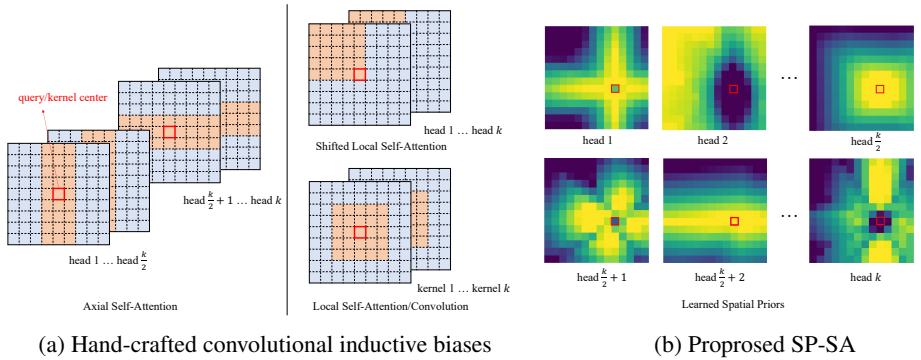 query/kernel center
head 1 … head k/2
head k/2 + 1 … head k
Axial Self-Attention
head 1 … head k
Shifted Local Self-Attention
kernel 1 … kernel k
Local Self-Attention/Convolution
(a) Hand-crafted convolutional inductive biases
head 1
head 2
…
head k/2
head k/2 + 1
head k/2 + 2
…
head k
Learned Spatial Priors
(b) Proprosed SP-SA